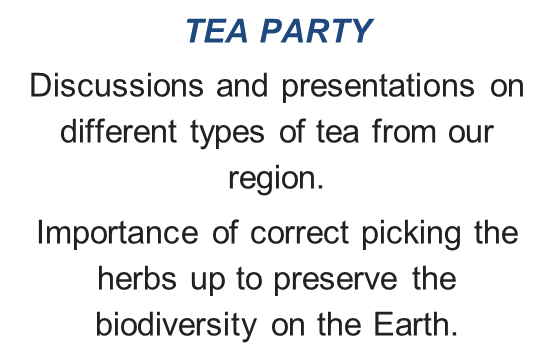 TEA PARTY
Discussions and presentations on
different types of tea from our
region.
Importance of correct picking the
herbs up to preserve the
biodiversity on the Earth.